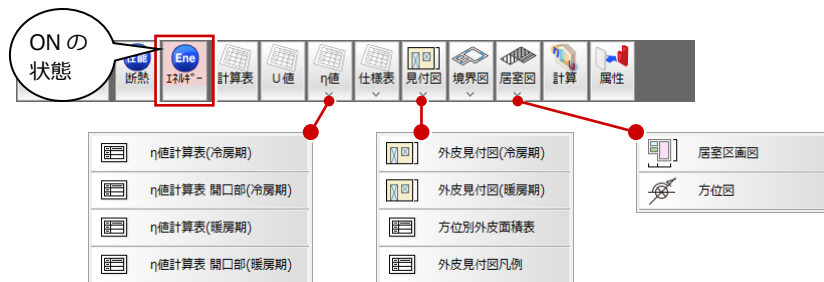 ONの
状態
性能
断熱
Ene
エネルギー
計算表
U値
η値
仕様表
見付図
境界図
居室図
計算
属性
η値計算表(冷房期)
η値計算表 開口部(冷房期)
η値計算表(暖房期)
η値計算表 開口部(暖房期)
外皮見付図(冷房期)
外皮見付図(暖房期)
方位別外皮面積表
外皮見付図凡例
居室区画図
方位図